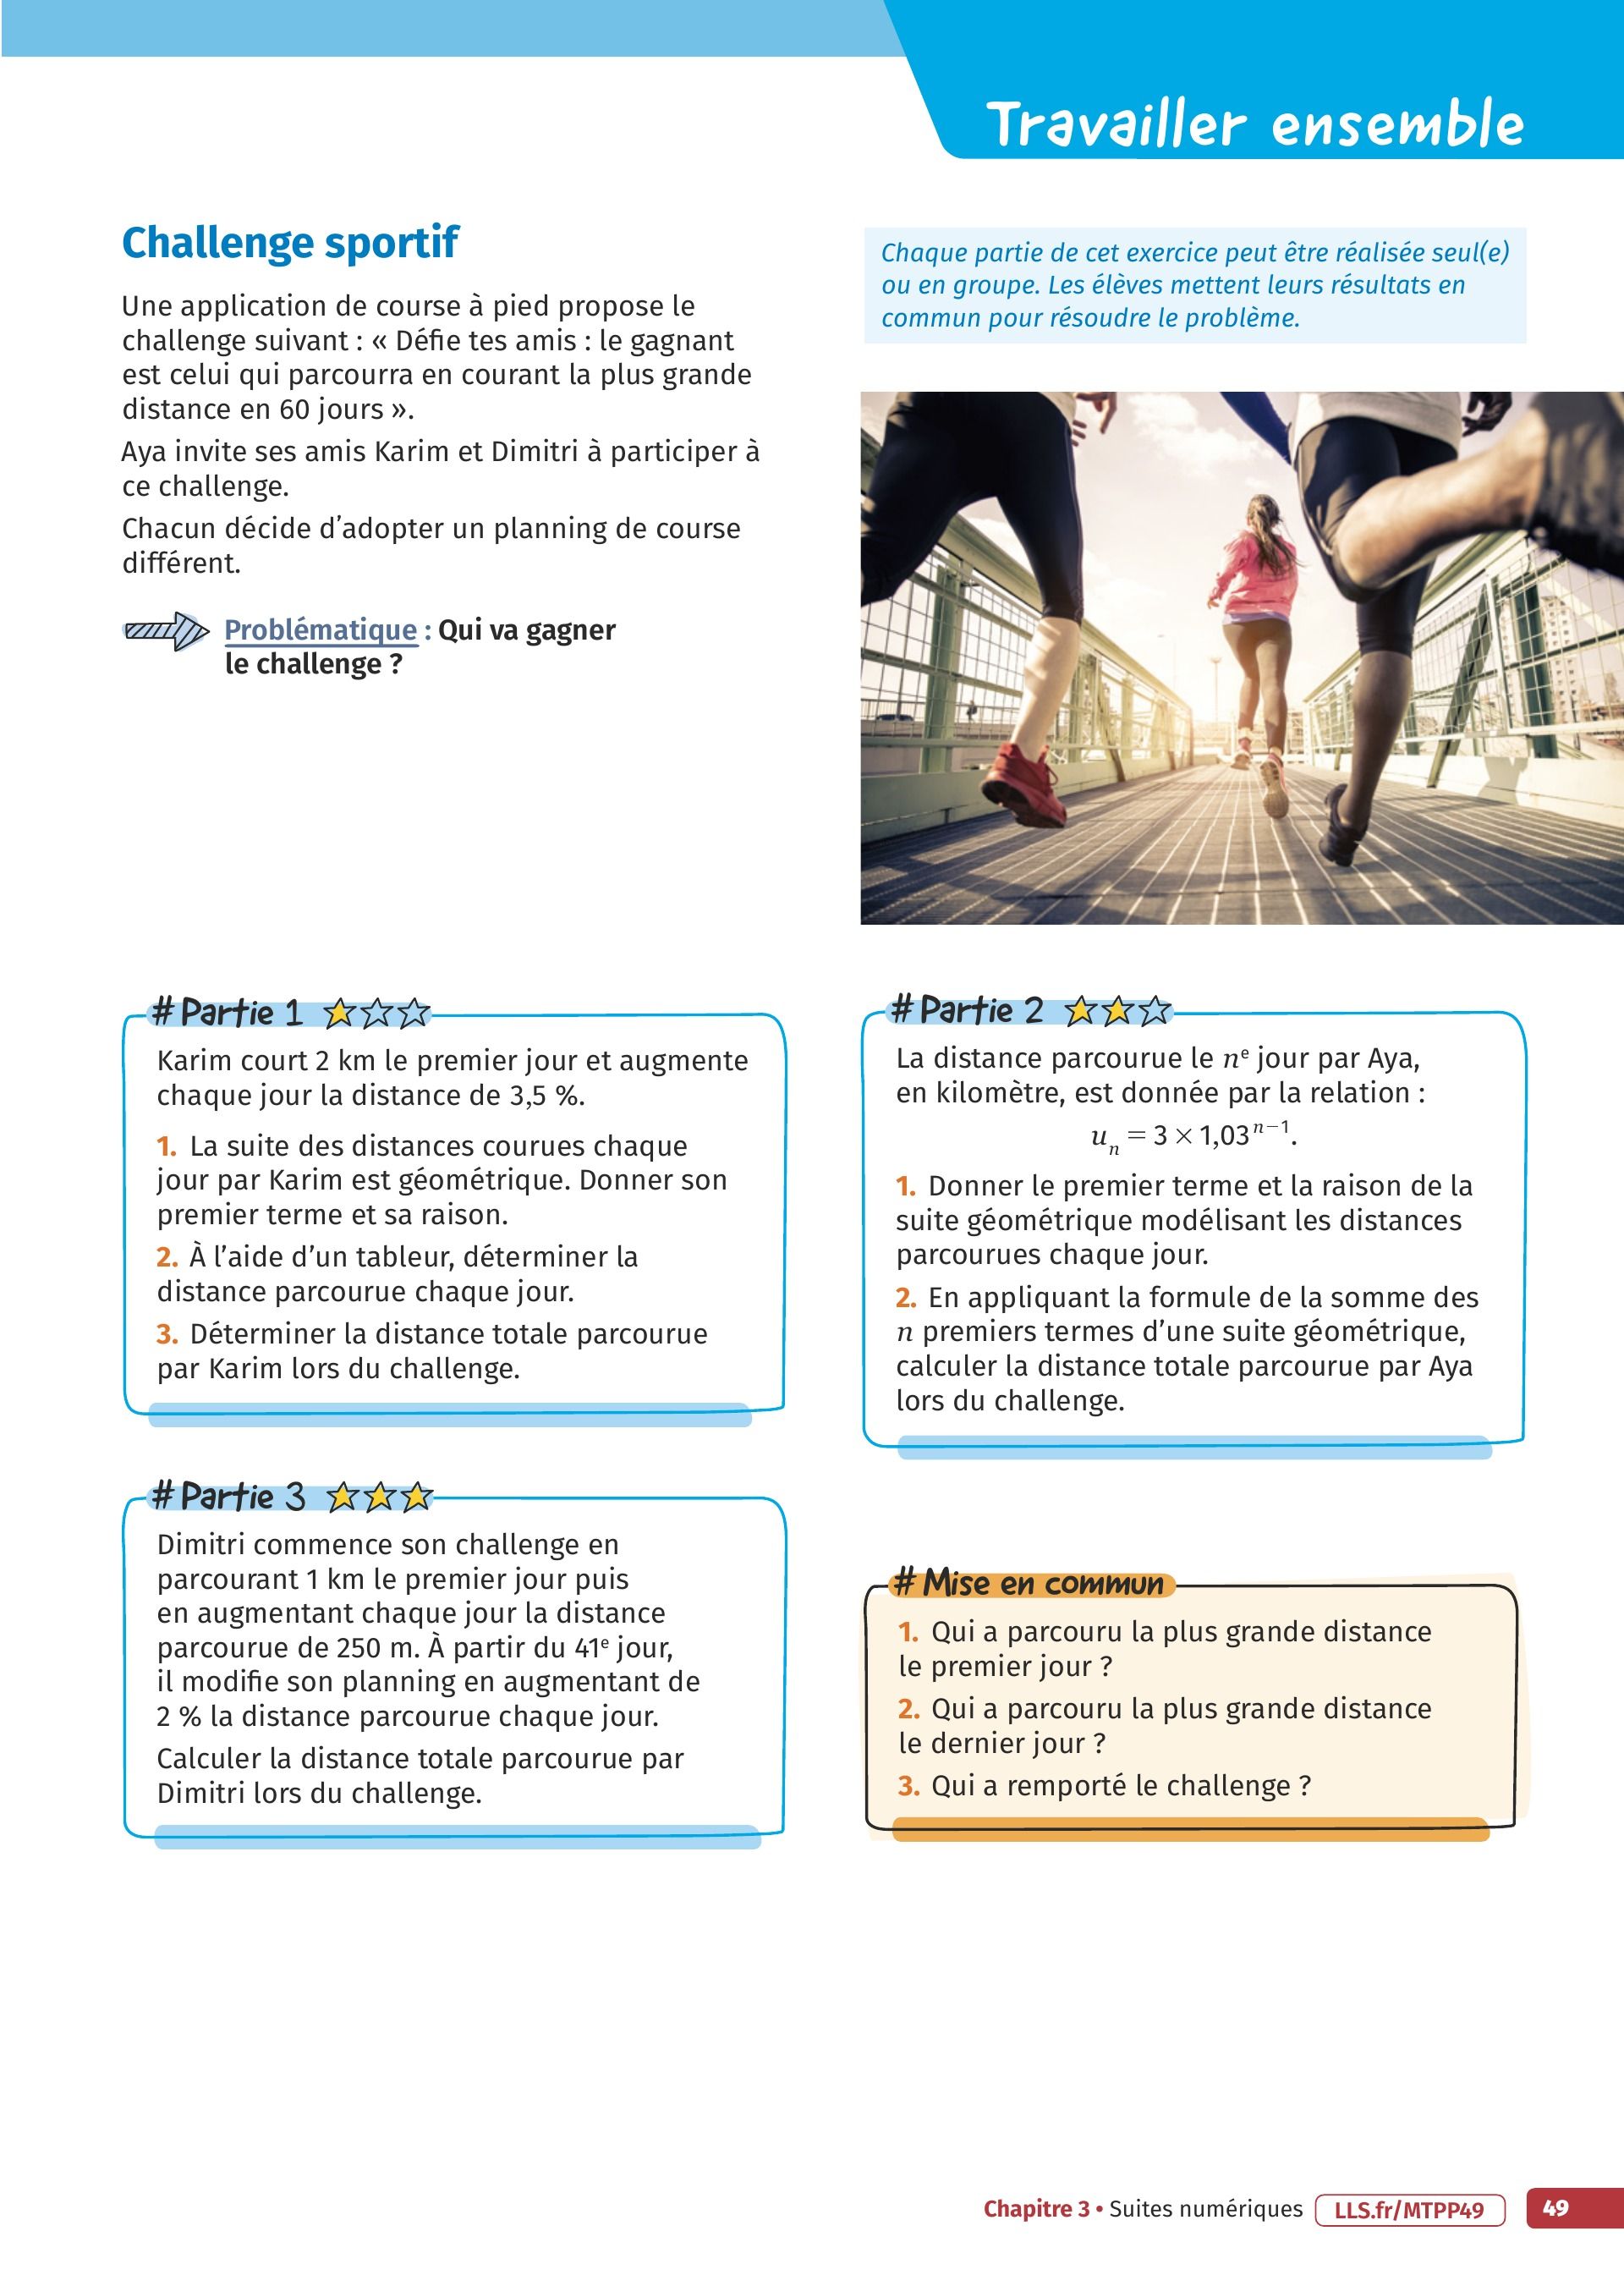 Travailler ensemble
Challenge sportif
Une application de course à pied propose le
challenge suivant : « Défie tes amis : le gagnant
est celui qui parcourra en courant la plus grande
distance en 60 jours ».
Aya invite ses amis Karim et Dimitri à participer à
ce challenge.
Chacun décide d’adopter un planning de course
différent.
Problématique : Qui va gagner
le challenge ?
Chaque partie de cet exercice peut être réalisée seul(e)
ou en groupe. Les élèves mettent leurs résultats en
commun pour résoudre le problème.
# Partie 1
Karim court 2 km le premier jour et augmente
chaque jour la distance de 3,5 %.
1. La suite des distances courues chaque
jour par Karim est géométrique. Donner son
premier terme et sa raison.
2. À l’aide d’un tableur, déterminer la
distance parcourue chaque jour.
3. Déterminer la distance totale parcourue
par Karim lors du challenge.
# Partie 2
La distance parcourue le nᵉ jour par Aya,
en kilomètre, est donnée par la relation :
uₙ = 3 × 1,03ⁿ⁻¹.
1. Donner le premier terme et la raison de la
suite géométrique modélisant les distances
parcourues chaque jour.
2. En appliquant la formule de la somme des
n premiers termes d’une suite géométrique,
calculer la distance totale parcourue par Aya
lors du challenge.
# Partie 3
Dimitri commence son challenge en
parcourant 1 km le premier jour puis
en augmentant chaque jour la distance
parcourue de 250 m. À partir du 41ᵉ jour,
il modifie son planning en augmentant de
2 % la distance parcourue chaque jour.
Calculer la distance totale parcourue par
Dimitri lors du challenge.
# Mise en commun
1. Qui a parcouru la plus grande distance
le premier jour ?
2. Qui a parcouru la plus grande distance
le dernier jour ?
3. Qui a remporté le challenge ?
Chapitre 3 • Suites numériques LLS.fr/MTPP49 49